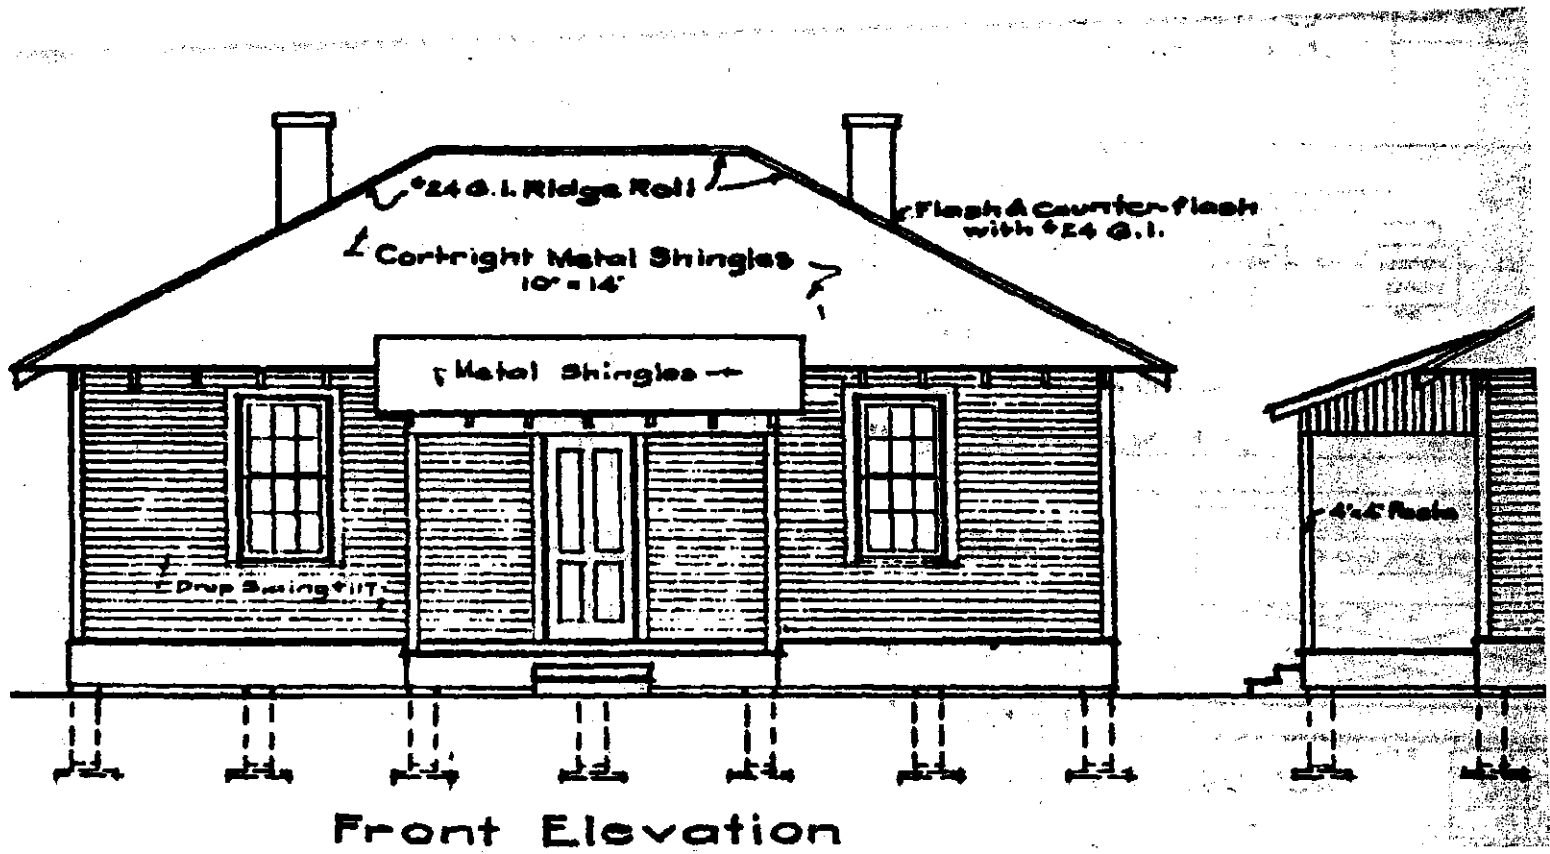 #24 G.I. Ridge Roll
Flash & Counter-flash
with #24 G.I.
Cortright Metal Shingles
10" = 14"
Metal Shingles
4"x4" Posts
Drop Siding #117
Front Elevation